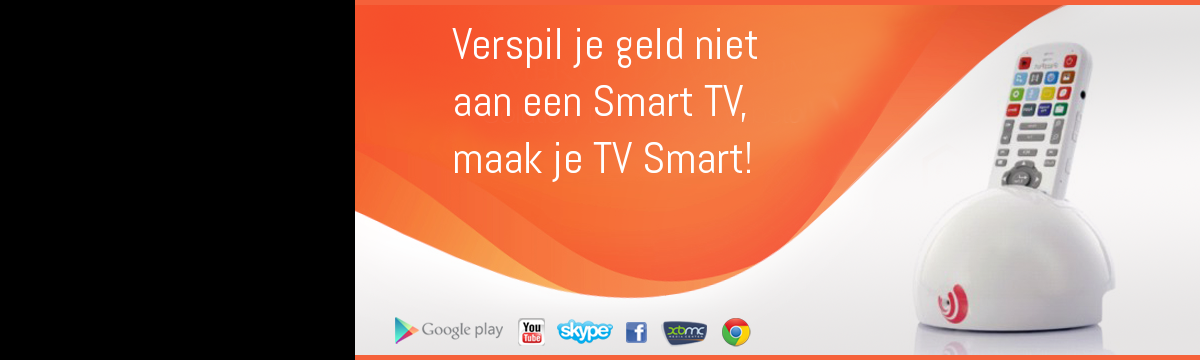 Verspil je geld niet
aan een Smart TV,
maak je TV Smart!
Google play
You
Tube
skype
f
xbmc